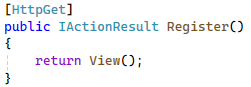 [HttpGet]
public IActionResult Register()
{
    return View();
}